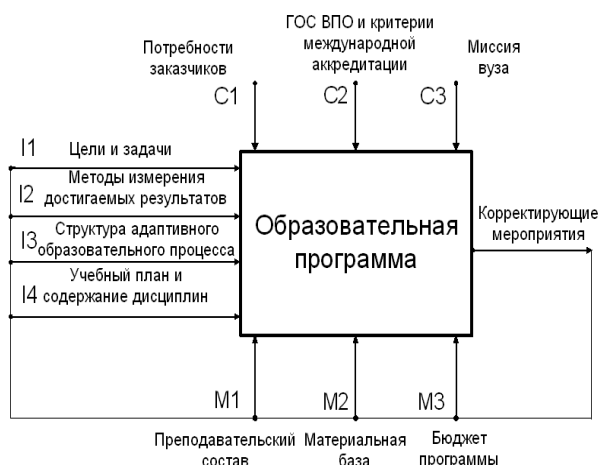 Потребности
заказчиков
ГОС ВПО и критерии
международной
аккредитации
Миссия
вуза
C1
C2
C3
I1
Цели и задачи
I2
Методы измерения
достигаемых результатов
I3
Структура адаптивного
образовательного процесса
I4
Учебный план и
содержание дисциплин
Образовательная
программа
Корректирующие
мероприятия
M1
M2
M3
Преподавательский
состав
Материальная
база
Бюджет
программы